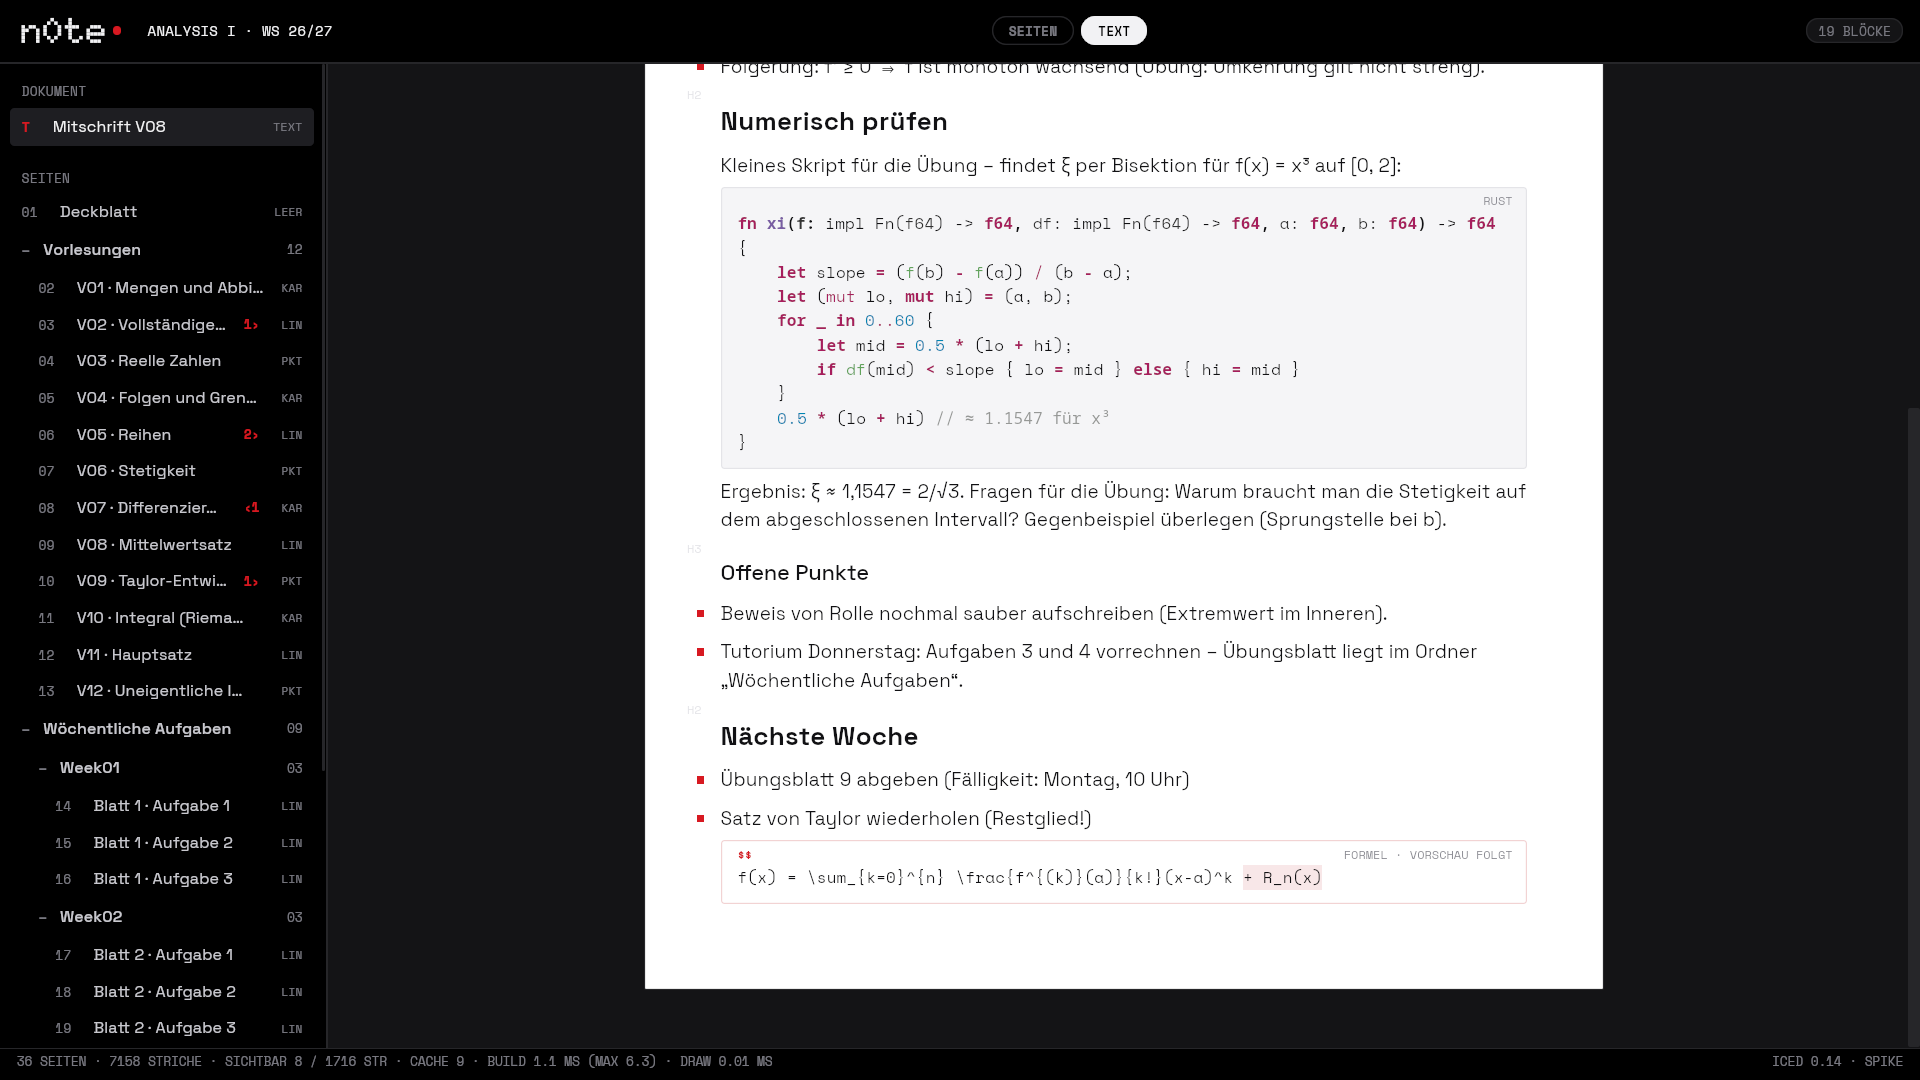 nôte
ANALYSIS I · WS 26/27
SEITEN
TEXT
19 BLÖCKE
DOKUMENT
T Mitschrift V08 TEXT
SEITEN
01 Deckblatt LEER
– Vorlesungen 12
02 V01 · Mengen und Abbi… KAR
03 V02 · Vollständige… 1› LIN
04 V03 · Reelle Zahlen PKT
05 V04 · Folgen und Gren… KAR
06 V05 · Reihen 2› LIN
07 V06 · Stetigkeit PKT
08 V07 · Differenzier… ‹1 KAR
09 V08 · Mittelwertsatz LIN
10 V09 · Taylor-Entwi… 1› PKT
11 V10 · Integral (Riema… KAR
12 V11 · Hauptsatz LIN
13 V12 · Uneigentliche I… PKT
– Wöchentliche Aufgaben 09
– Week01 03
14 Blatt 1 · Aufgabe 1 LIN
15 Blatt 1 · Aufgabe 2 LIN
16 Blatt 1 · Aufgabe 3 LIN
– Week02 03
17 Blatt 2 · Aufgabe 1 LIN
18 Blatt 2 · Aufgabe 2 LIN
19 Blatt 2 · Aufgabe 3 LIN
Folgerung: f ≥ 0 ⇒ f ist monoton wachsend (Übung: Umkehrung gilt nicht streng).
H2
Numerisch prüfen
Kleines Skript für die Übung – findet ξ per Bisektion für f(x) = x³ auf [0, 2]:
RUST
fn xi(f: impl Fn(f64) -> f64, df: impl Fn(f64) -> f64, a: f64, b: f64) -> f64
{
    let slope = (f(b) - f(a)) / (b - a);
    let (mut lo, mut hi) = (a, b);
    for _ in 0..60 {
        let mid = 0.5 * (lo + hi);
        if df(mid) < slope { lo = mid } else { hi = mid }
    }
    0.5 * (lo + hi) // ≈ 1.1547 für x³
}
Ergebnis: ξ ≈ 1,1547 = 2/√3. Fragen für die Übung: Warum braucht man die Stetigkeit auf
dem abgeschlossenen Intervall? Gegenbeispiel überlegen (Sprungstelle bei b).
H3
Offene Punkte
Beweis von Rolle nochmal sauber aufschreiben (Extremwert im Inneren).
Tutorium Donnerstag: Aufgaben 3 und 4 vorrechnen – Übungsblatt liegt im Ordner
„Wöchentliche Aufgaben“.
H2
Nächste Woche
Übungsblatt 9 abgeben (Fälligkeit: Montag, 10 Uhr)
Satz von Taylor wiederholen (Restglied!)
$$ FORMEL · VORSCHAU FOLGT
f(x) = \sum_{k=0}^{n} \frac{f^{(k)}(a)}{k!}(x-a)^k + R_n(x)
36 SEITEN · 7158 STRICHE · SICHTBAR 8 / 1716 STR · CACHE 9 · BUILD 1.1 MS (MAX 6.3) · DRAW 0.01 MS
ICED 0.14 · SPIKE